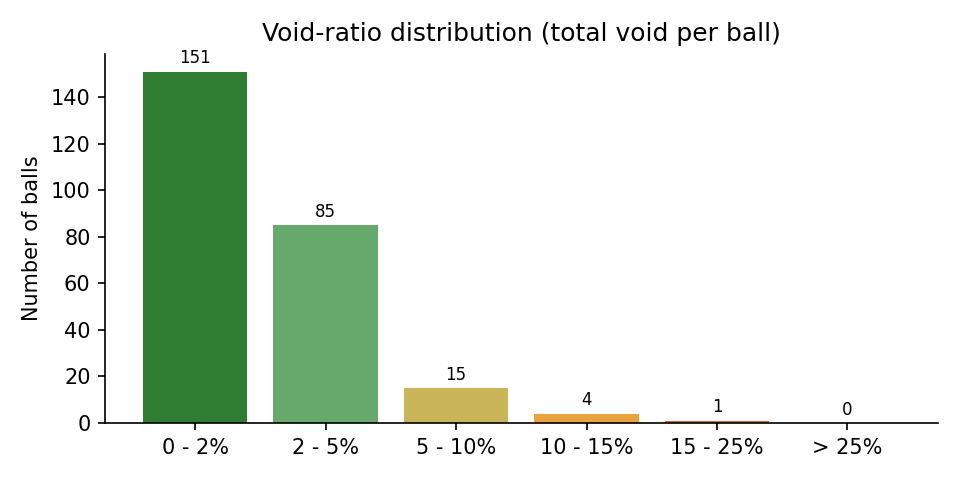 Void-ratio distribution (total void per ball)
Number of balls
140
120
100
80
60
40
20
0
151
85
15
4
1
0
0 - 2%
2 - 5%
5 - 10%
10 - 15%
15 - 25%
> 25%